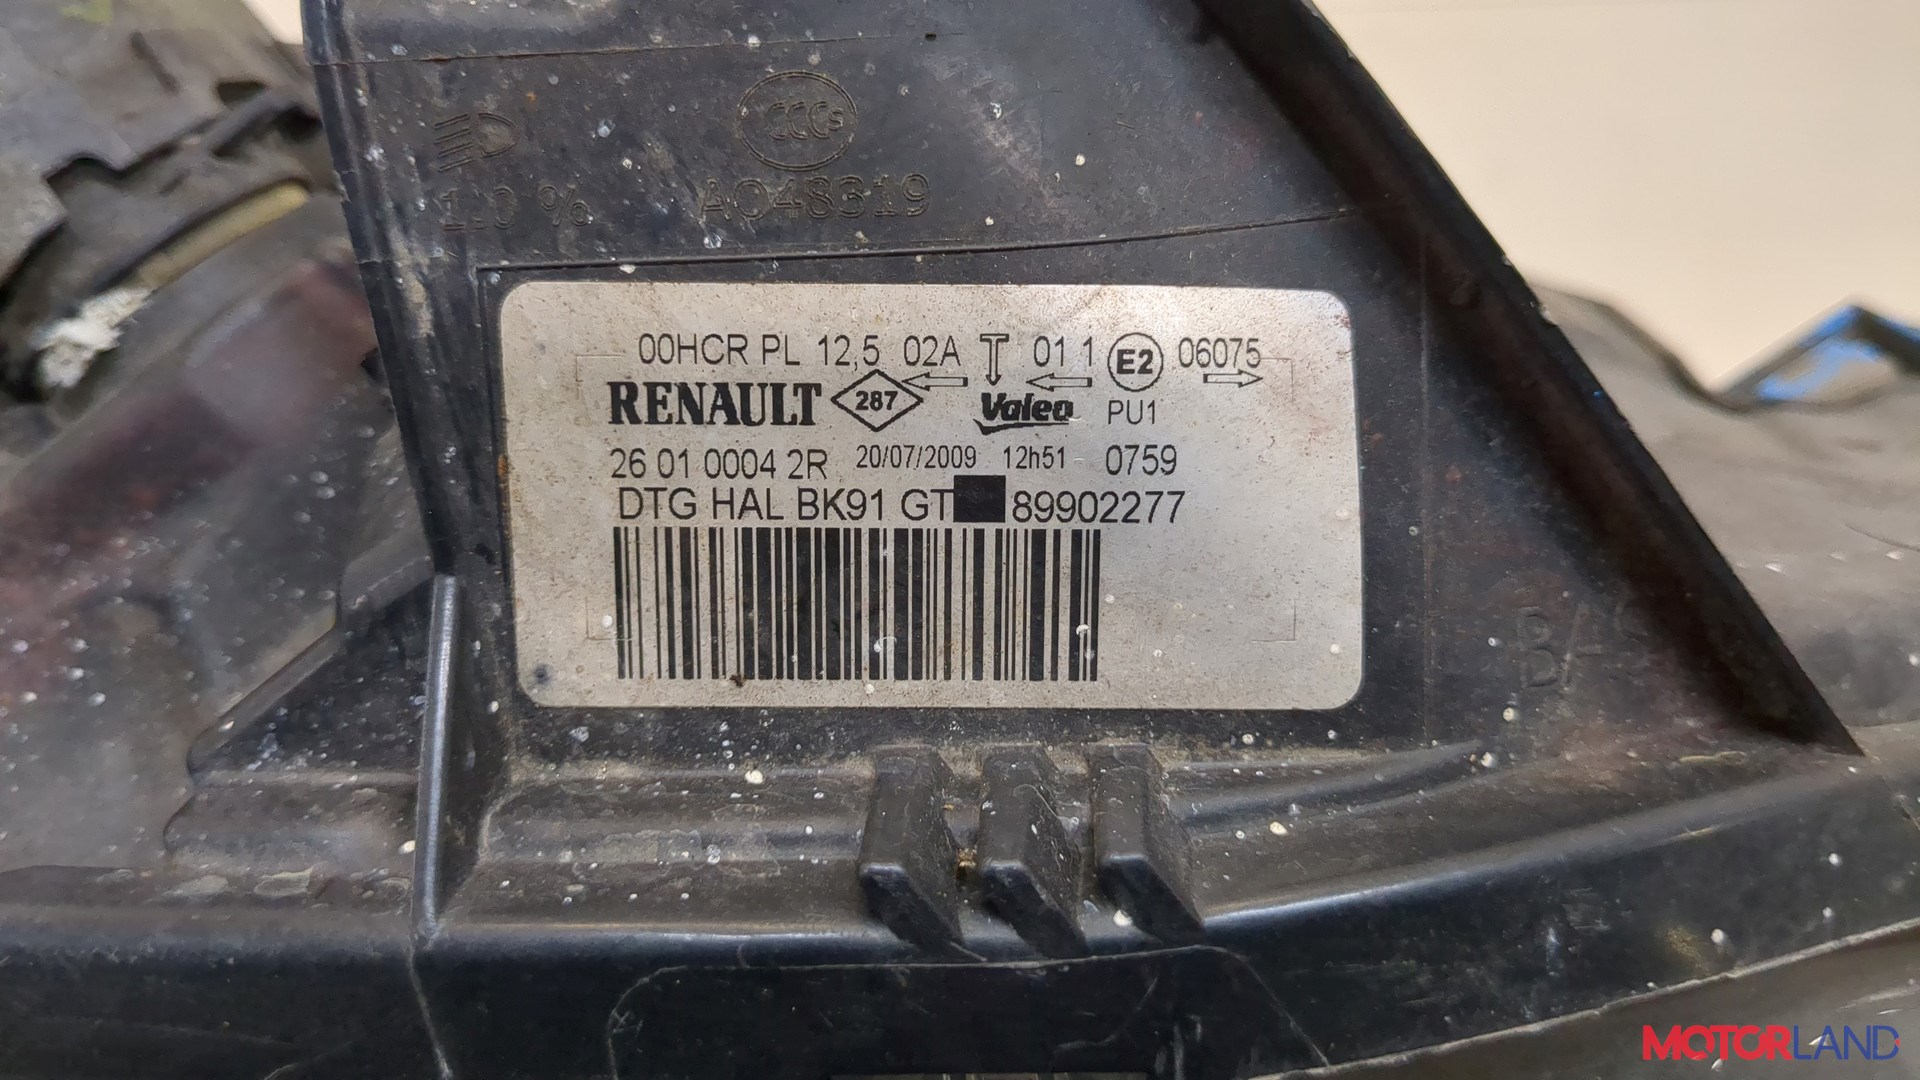 CCCs
A048319
00HCR PL 12,5 02A T 01 1 E2 06075
RENAULT 287 Valeo PU1
26 01 0004 2R 20/07/2009 12h51 0759
DTG HAL BK91 GT 89902277
MOTORLAND